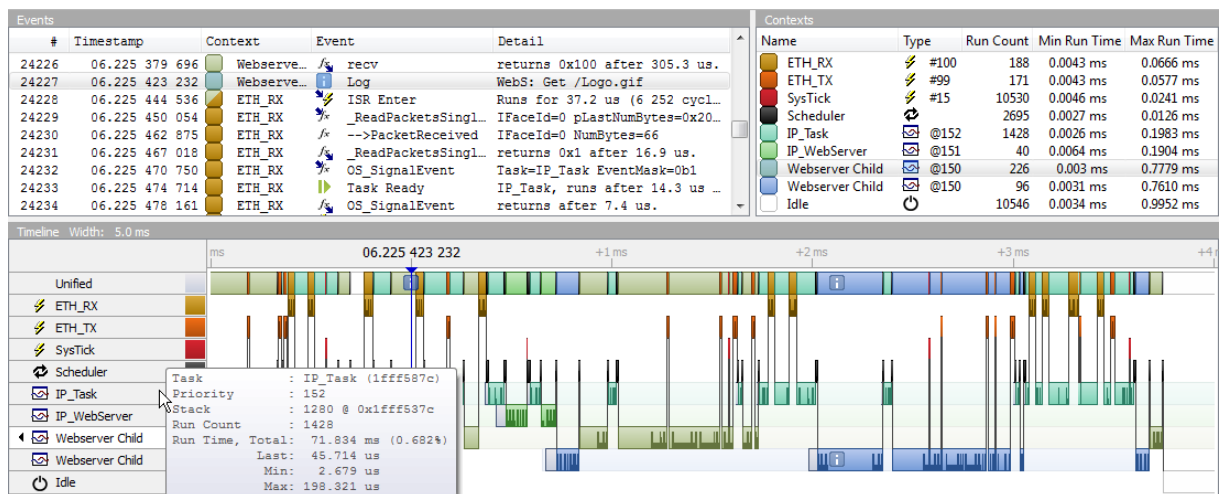 Events
# Timestamp Context Event Detail
24226 06.225 379 696 Webserve… recv returns 0x100 after 305.3 us.
24227 06.225 423 232 Webserve… Log WebS: Get /Logo.gif
24228 06.225 444 536 ETH_RX ISR Enter Runs for 37.2 us (6 252 cycl…
24229 06.225 450 054 ETH_RX _ReadPacketsSingl… IFaceId=0 pLastNumBytes=0x20…
24230 06.225 462 875 ETH_RX -->PacketReceived IFaceId=0 NumBytes=66
24231 06.225 467 018 ETH_RX _ReadPacketsSingl… returns 0x1 after 16.9 us.
24232 06.225 470 750 ETH_RX OS_SignalEvent Task=IP_Task EventMask=0b1
24233 06.225 474 714 ETH_RX Task Ready IP_Task, runs after 14.3 us …
24234 06.225 478 161 ETH_RX OS_SignalEvent returns after 7.4 us.
Contexts
Name Type Run Count Min Run Time Max Run Time
ETH_RX #100 188 0.0043 ms 0.0666 ms
ETH_TX #99 171 0.0043 ms 0.0577 ms
SysTick #15 10530 0.0046 ms 0.0241 ms
Scheduler 2695 0.0027 ms 0.0126 ms
IP_Task @152 1428 0.0026 ms 0.1983 ms
IP_WebServer @151 40 0.0064 ms 0.1904 ms
Webserver Child @150 226 0.003 ms 0.7779 ms
Webserver Child @150 96 0.0031 ms 0.7610 ms
Idle 10546 0.0034 ms 0.9952 ms
Timeline Width: 5.0 ms
ms 06.225 423 232 +1 ms +2 ms +3 ms +4
Unified
ETH_RX
ETH_TX
SysTick
Scheduler
IP_Task
IP_WebServer
Webserver Child
Webserver Child
Idle
Task : IP_Task (1fff587c)
Priority : 152
Stack : 1280 @ 0x1fff537c
Run Count : 1428
Run Time, Total: 71.834 ms (0.682%)
Last: 45.714 us
Min: 2.679 us
Max: 198.321 us